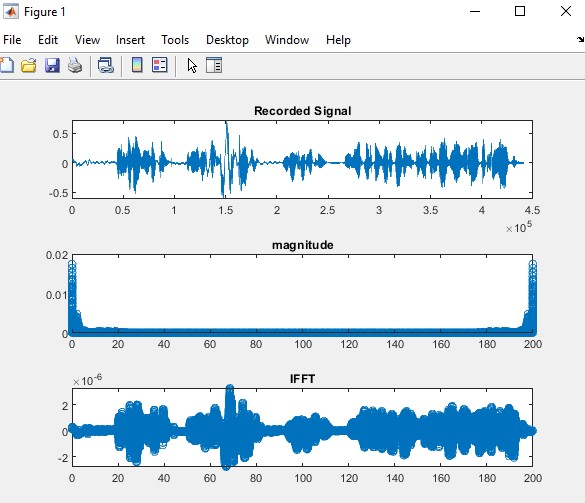 Figure 1
File Edit View Insert Tools Desktop Window Help
Recorded Signal
0.5
0
-0.5
0 0.5 1 1.5 2 2.5 3 3.5 4 4.5
×10^5
magnitude
0.02
0.01
0
0 20 40 60 80 100 120 140 160 180 200
×10^-6
IFFT
2
0
-2
0 20 40 60 80 100 120 140 160 180 200